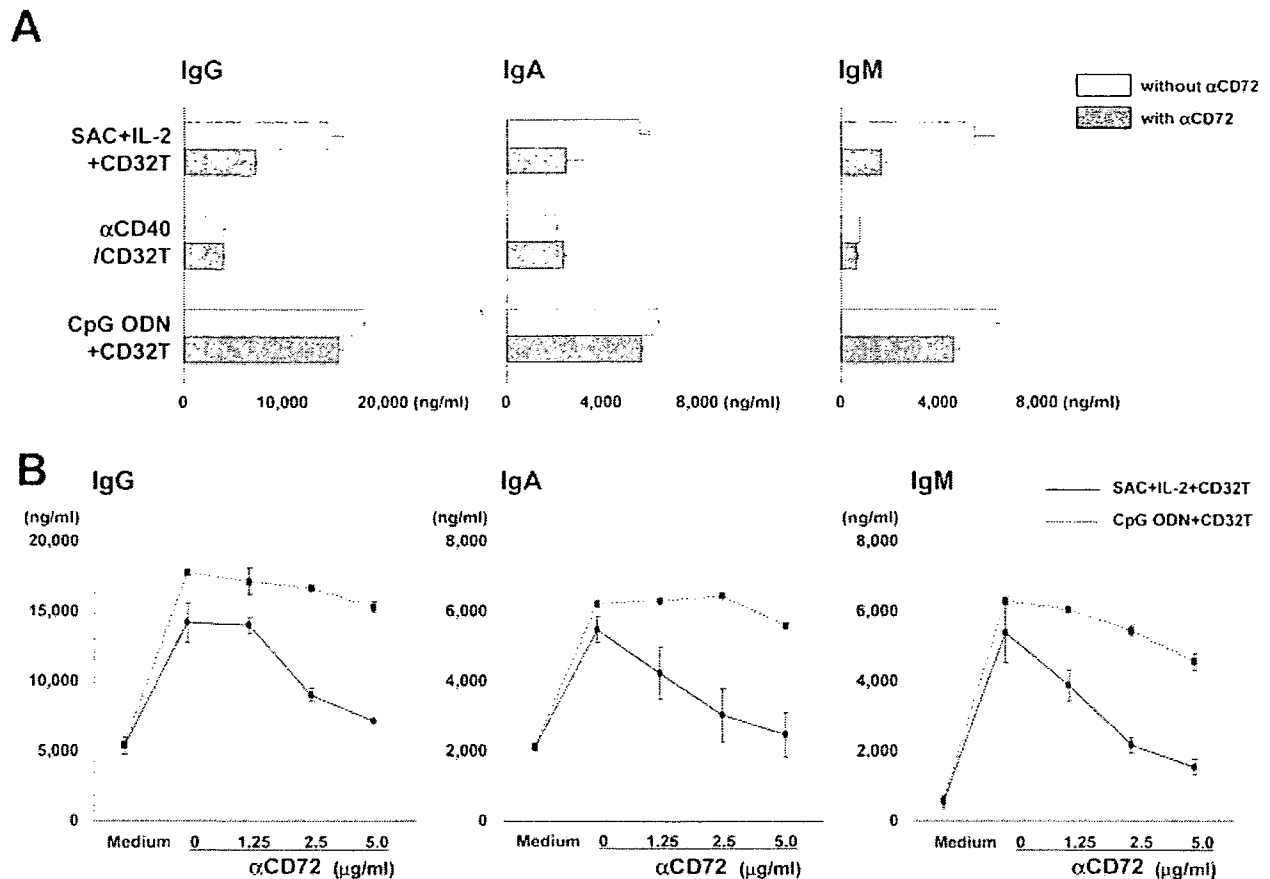 A
IgG
IgA
IgM
without αCD72
with αCD72
SAC+IL-2
+CD32T
αCD40
/CD32T
CpG ODN
+CD32T
0 10,000 20,000 (ng/ml)
0 4,000 8,000 (ng/ml)
0 4,000 8,000 (ng/ml)
B
IgG
(ng/ml)
20,000
15,000
10,000
5,000
0
Medium 0 1.25 2.5 5.0
αCD72 (μg/ml)
IgA
(ng/ml)
8,000
6,000
4,000
2,000
0
Medium 0 1.25 2.5 5.0
αCD72 (μg/ml)
IgM
SAC+IL-2+CD32T
CpG ODN+CD32T
(ng/ml)
8,000
6,000
4,000
2,000
0
Medium 0 1.25 2.5 5.0
αCD72 (μg/ml)